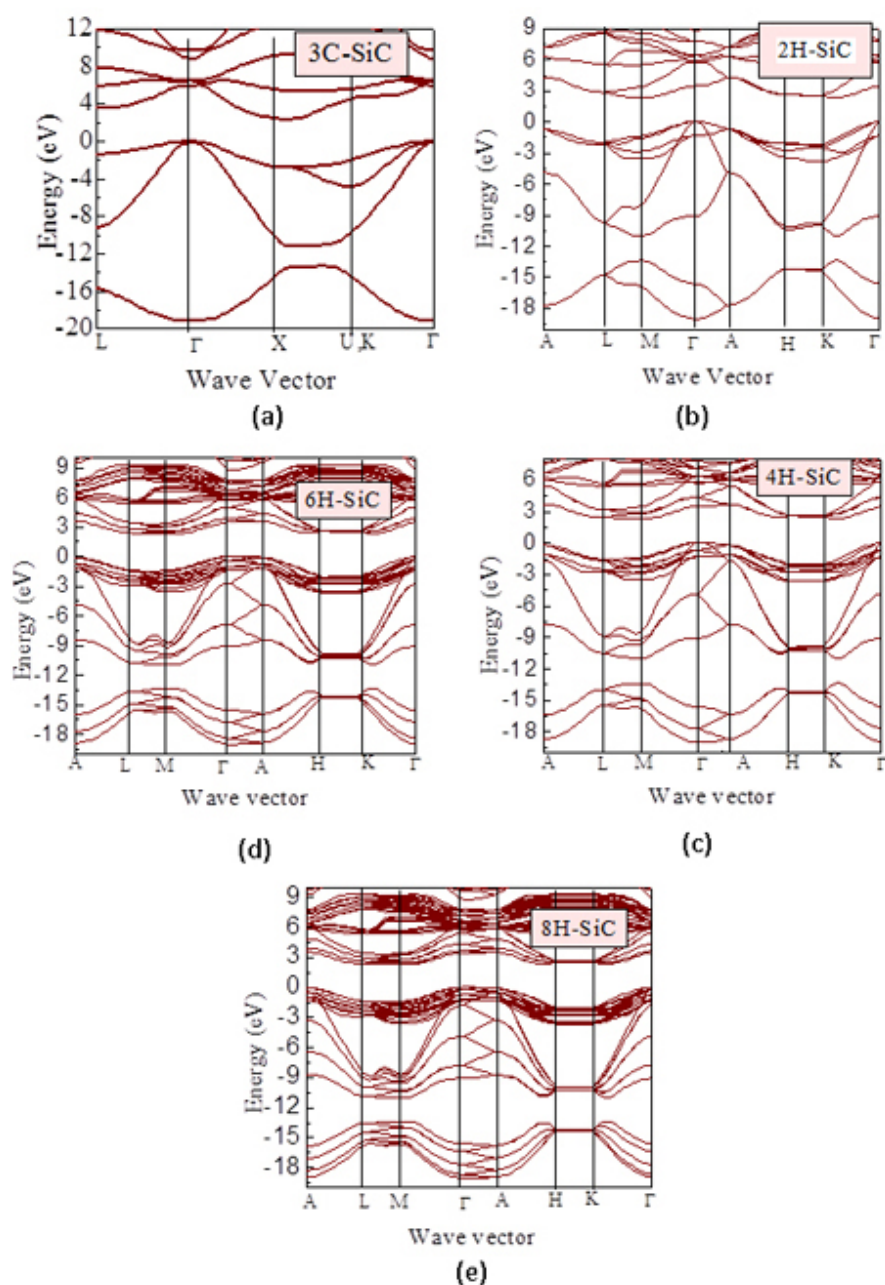 12
8
4
0
-4
-8
-12
-16
-20
Energy (eV)
3C-SiC
L Γ X U,K Γ
Wave Vector
(a)
9
6
3
0
-3
-6
-9
-12
-15
-18
Energy (eV)
2H-SiC
A L M Γ A H K Γ
Wave Vector
(b)
9
6
3
0
-3
-6
-9
-12
-15
-18
Energy (eV)
6H-SiC
A L M Γ A H K Γ
Wave vector
(d)
6
3
0
-3
-6
-9
-12
-15
-18
Energy (eV)
4H-SiC
A L M Γ A H K Γ
Wave vector
(c)
9
6
3
0
-3
-6
-9
-12
-15
-18
Energy (eV)
8H-SiC
A L M Γ A H K Γ
Wave vector
(e)